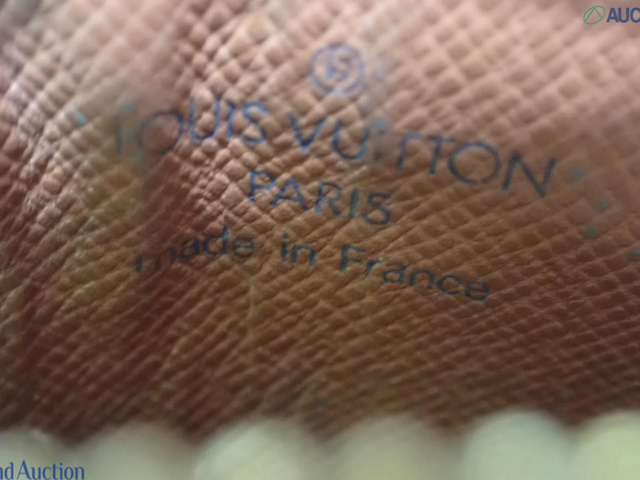 AUC
LOUIS VUITTON
PARIS
made in France
nd Auction